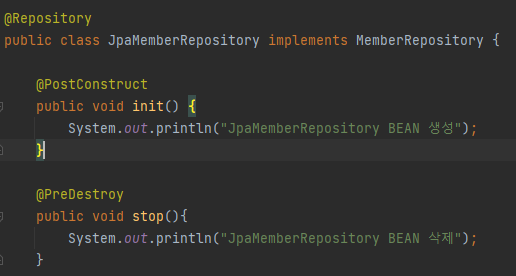 @Repository
public class JpaMemberRepository implements MemberRepository {
@PostConstruct
public void init() {
System.out.println("JpaMemberRepository BEAN 생성");
}
@PreDestroy
public void stop(){
System.out.println("JpaMemberRepository BEAN 삭제");
}